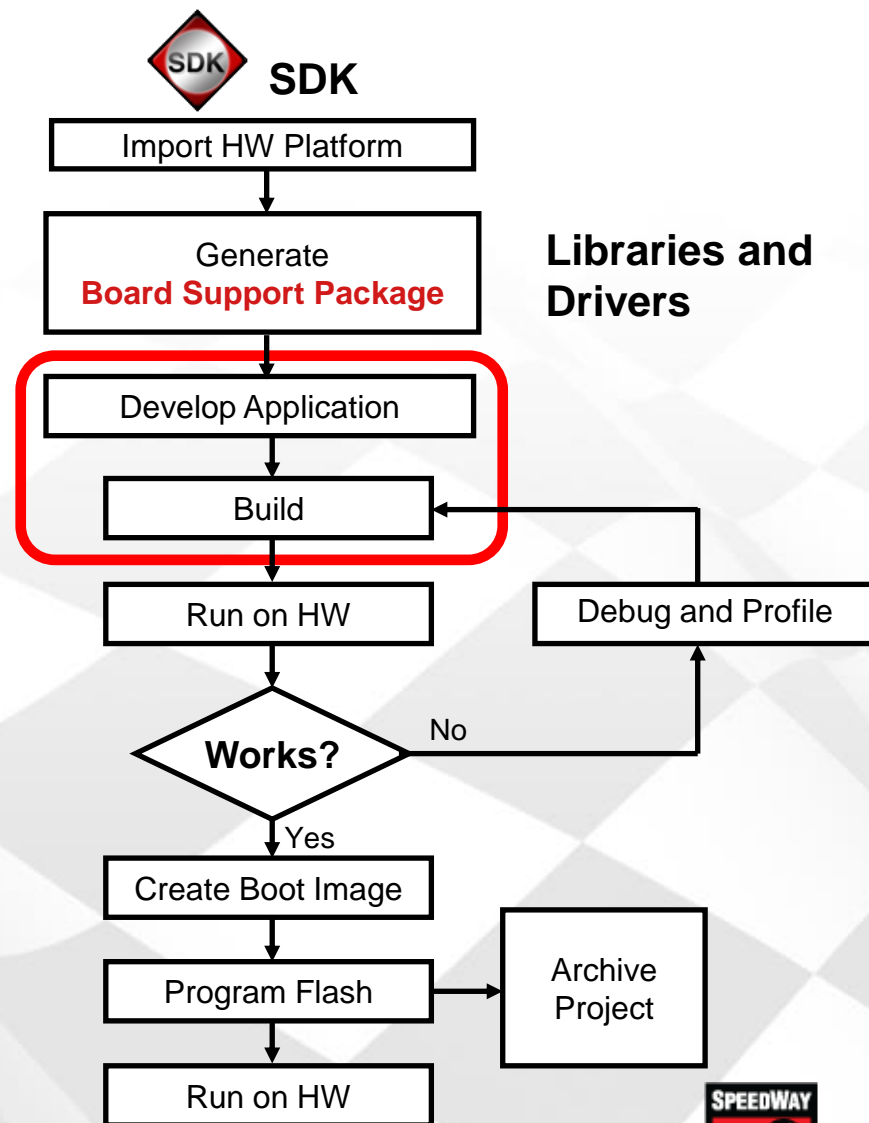 SDK
SDK
Import HW Platform
Generate
Board Support Package
Libraries and
Drivers
Develop Application
Build
Run on HW
Debug and Profile
Works?
No
Yes
Create Boot Image
Program Flash
Archive
Project
Run on HW
SPEEDWAY